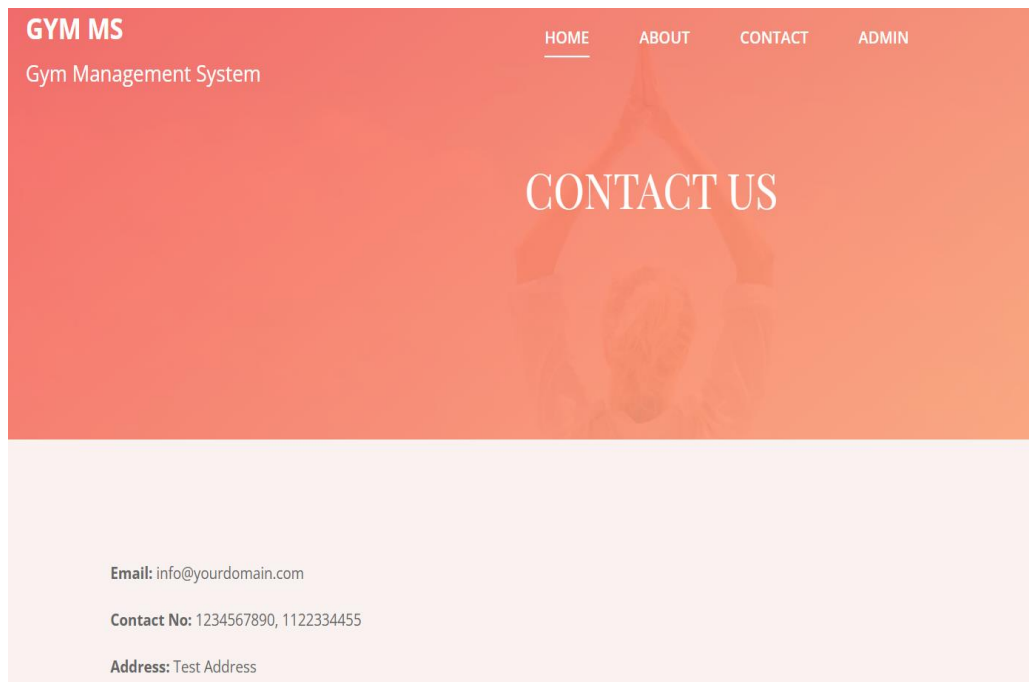 GYM MS
Gym Management System
HOME ABOUT CONTACT ADMIN
CONTACT US
Email: info@yourdomain.com
Contact No: 1234567890, 1122334455
Address: Test Address